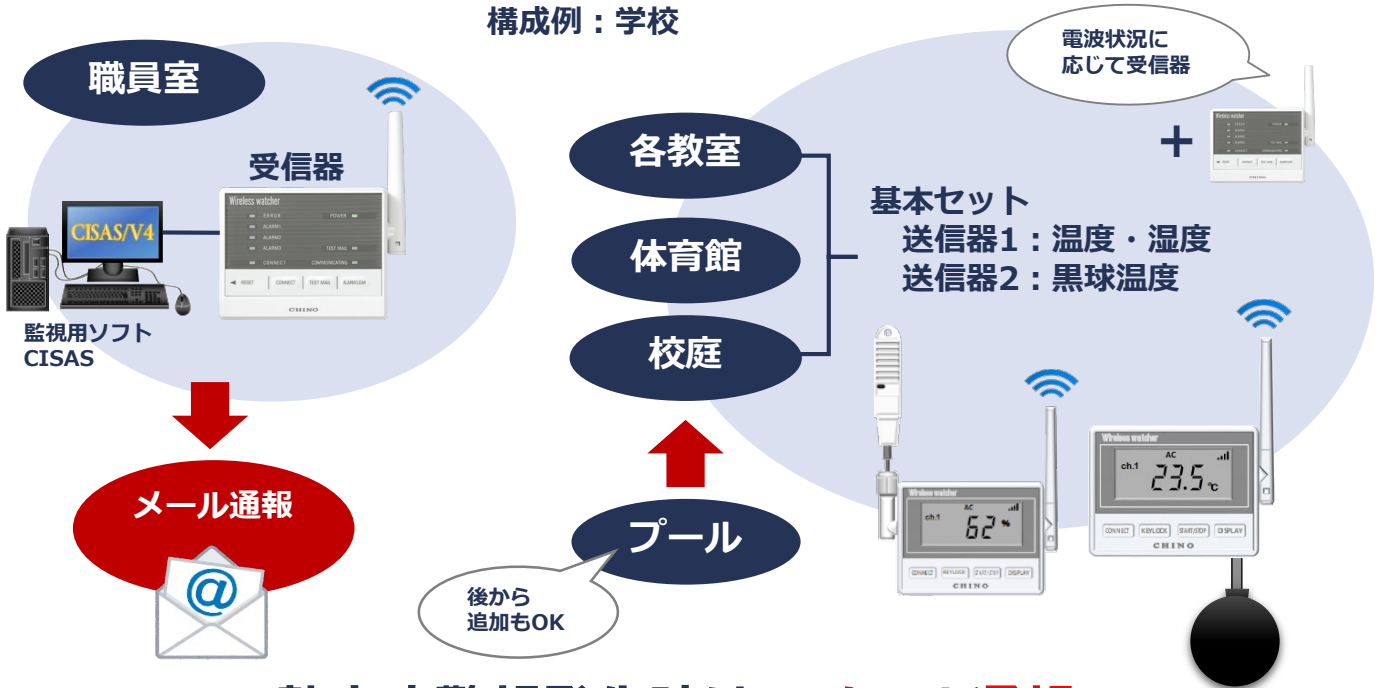 構成例：学校
職員室
受信器
CISAS/V4
監視用ソフト
CISAS
Wireless watcher
ERROR
POWER
ALARM1
ALARM2
ALARM3
TEST MAIL
CONNECT
COMMUNICATING
RESET
CONNECT
TEST MAIL
ALARM CLEAR
CHINO
メール通報
@
各教室
体育館
校庭
プール
後から
追加もOK
電波状況に
応じて受信器
+
Wireless watcher
CHINO
基本セット
送信器1：温度・湿度
送信器2：黒球温度
Wireless watcher
AC
ch.1
62 %
CONNECT
KEYLOCK
START/STOP
DISPLAY
CHINO
Wireless watcher
AC
ch.1
23.5 ℃
CONNECT
KEYLOCK
START/STOP
DISPLAY
CHINO